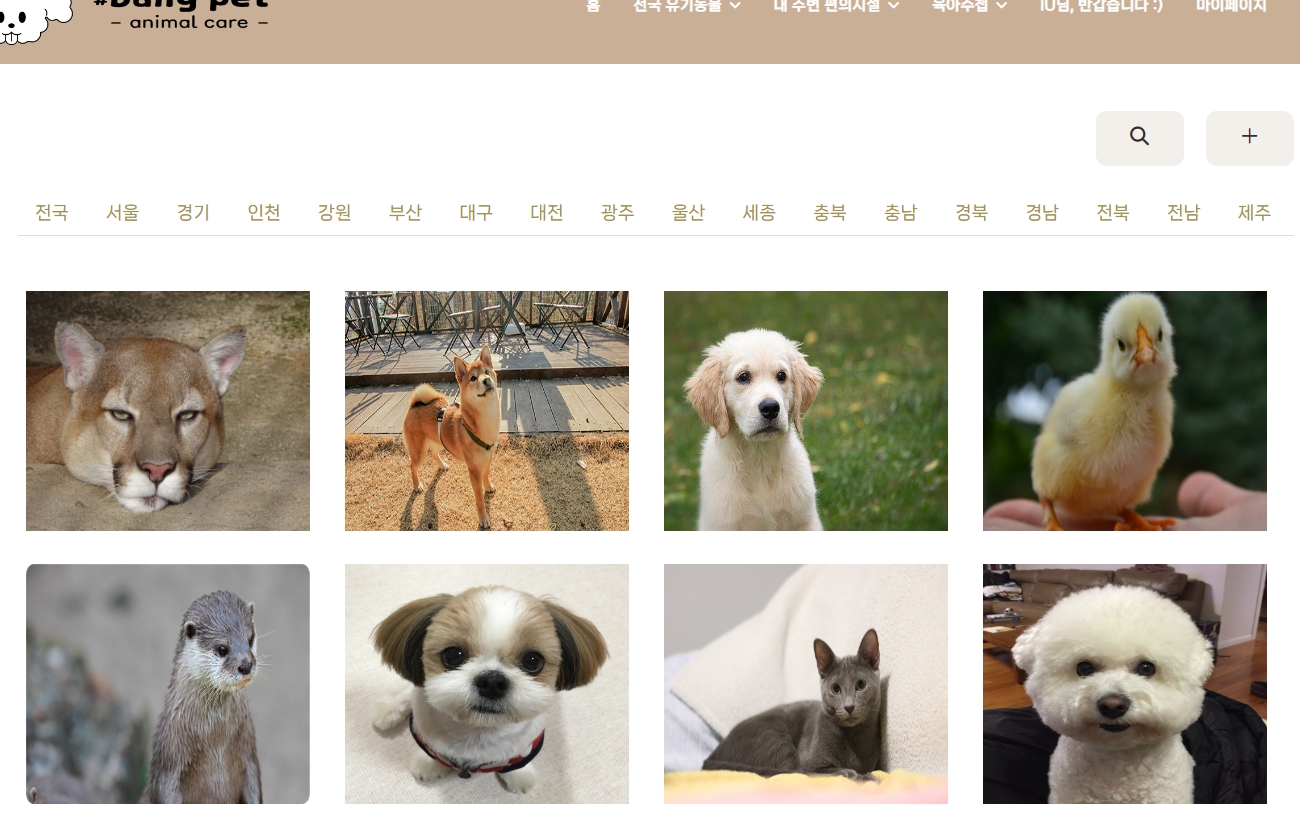 #Dang pet
– animal care –
홈 전국 유기동물 내 주변 편의시설 육아수첩 IU님, 반갑습니다 :) 마이페이지
전국 서울 경기 인천 강원 부산 대구 대전 광주 울산 세종 충북 충남 경북 경남 전북 전남 제주